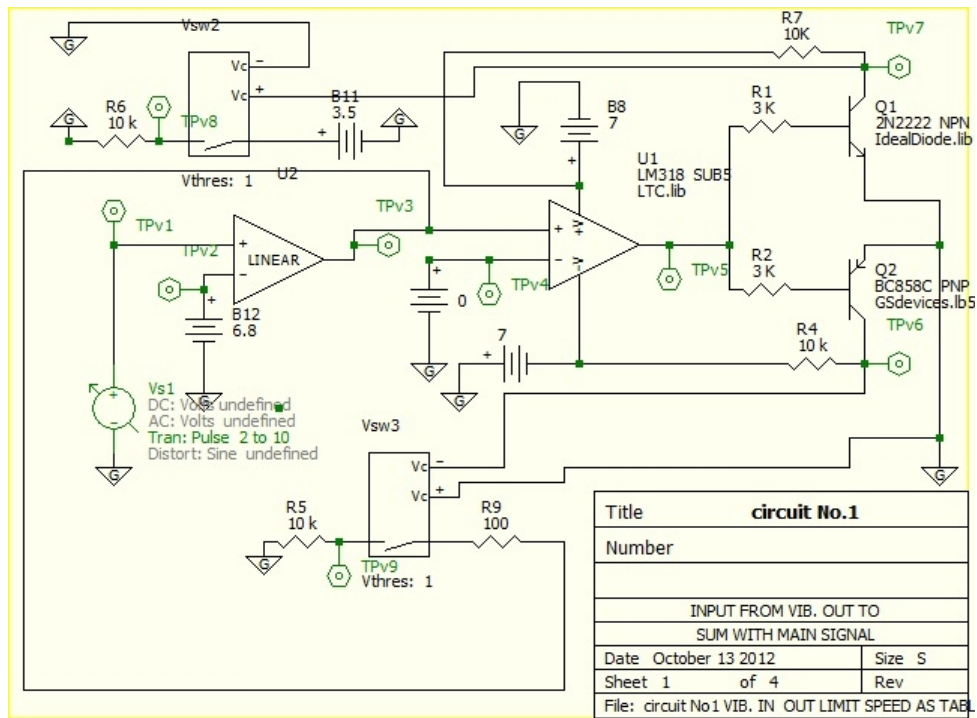 Vsw2
G
Vc -
Vc +
R6
10 k
G
TPv8
B11
3.5
+
G
Vthres: 1
U2
R7
10K
TPv7
B8
7
G
+
R1
3 K
Q1
2N2222 NPN
IdealDiode.lib
U1
LM318 SUB5
LTC.lib
TPv1
TPv2
+
-
LINEAR
TPv3
+
-
+V
-V
TPv4
TPv5
R2
3 K
Q2
BC858C PNP
GSdevices.lb5
TPv6
+
B12
6.8
G
+
0
G
7
+
G
R4
10 k
Vs1
DC: Volts undefined
AC: Volts undefined
Tran: Pulse 2 to 10
Distort: Sine undefined
+
-
G
Vsw3
Vc -
Vc +
G
R5
10 k
G
R9
100
TPv9
Vthres: 1
Title circuit No.1
Number
INPUT FROM VIB. OUT TO
SUM WITH MAIN SIGNAL
Date October 13 2012 Size S
Sheet 1 of 4 Rev
File: circuit No1 VIB. IN OUT LIMIT SPEED AS TABL